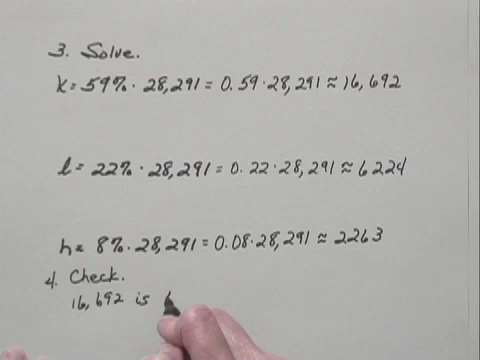 3. Solve.
k = 59% · 28,291 = 0.59 · 28,291 ≈ 16,692
l = 22% · 28,291 = 0.22 · 28,291 ≈ 6224
h = 8% · 28,291 = 0.08 · 28,291 ≈ 2263
4. Check.
16,692 is